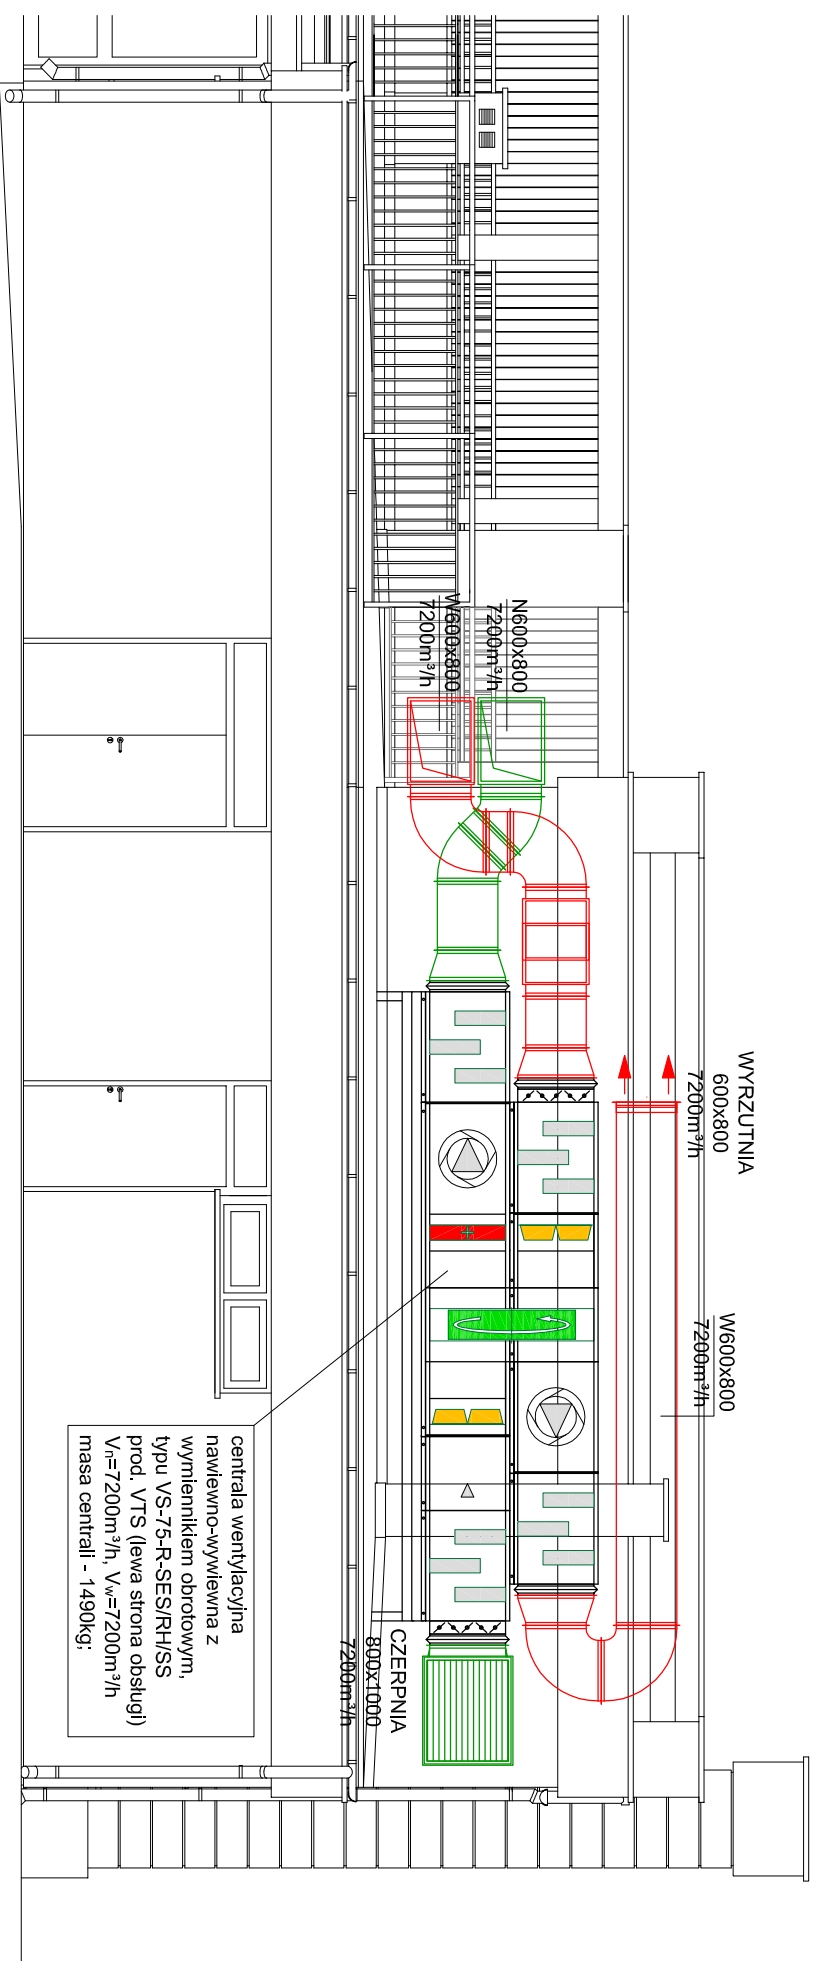 N600x800
7200m³/h
W600x800
7200m³/h
WYRZUTNIA
600x800
7200m³/h
W600x800
7200m³/h
CZERPNIA
800x1000
7200m³/h
centrala wentylacyjna
nawiewno-wywiewna z
wymiennikiem obrotowym,
typu VS-75-R-SES/RH/SS
prod. VTS (lewa strona obsługi)
Vn=7200m³/h, Vw=7200m³/h
masa centrali - 1490kg;